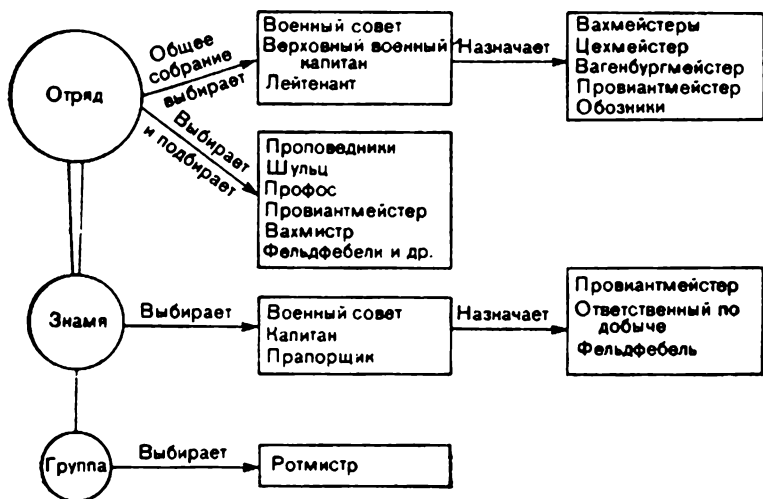 Отряд
Общее
собрание
выбирает
Военный совет
Верховный военный
капитан
Лейтенант
Назначает
Вахмейстеры
Цехмейстер
Вагенбургмейстер
Провиантмейстер
Обозники
Выбирает
и подбирает
Проповедники
Шульц
Профос
Провиантмейстер
Вахмистр
Фельдфебели и др.
Знамя
Выбирает
Военный совет
Капитан
Прапорщик
Назначает
Провиантмейстер
Ответственный по
добыче
Фельдфебель
Группа
Выбирает
Ротмистр